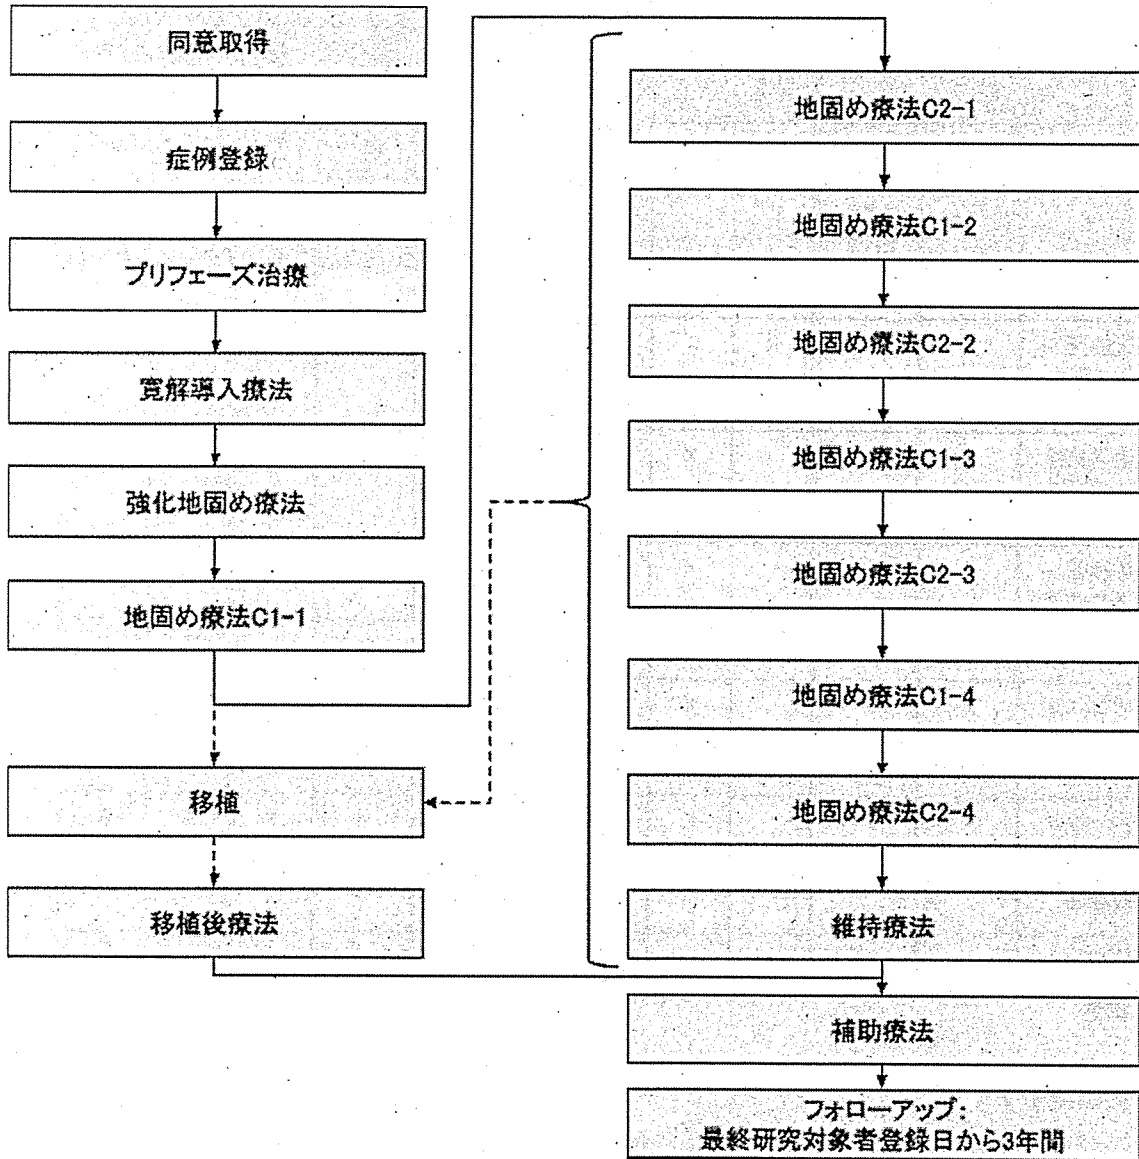 同意取得
症例登録
プリフェーズ治療
寛解導入療法
強化地固め療法
地固め療法C1-1
移植
移植後療法
地固め療法C2-1
地固め療法C1-2
地固め療法C2-2
地固め療法C1-3
地固め療法C2-3
地固め療法C1-4
地固め療法C2-4
維持療法
補助療法
フォローアップ:
最終研究対象者登録日から3年間